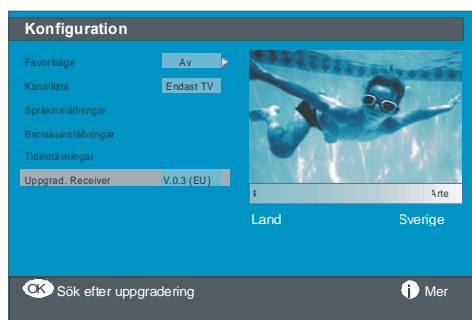 Konfiguration
Favoritläge Av
Kanallista Endast TV
Språkinställningar
Barnlåsinställningar
Tidinställningar
Uppgrad. Receiver V.0.3 (EU)
Arte
Land Sverige
OK Sök efter uppgradering
i Mer